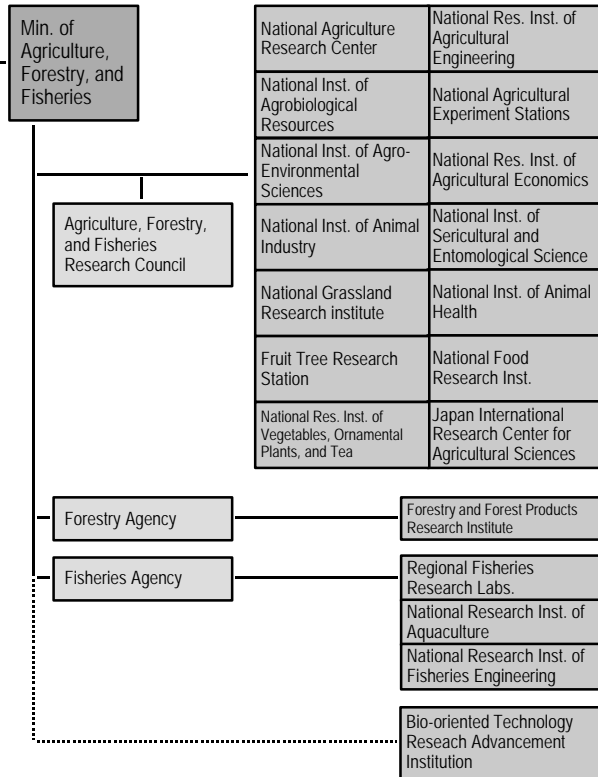 Min. of
Agriculture,
Forestry, and
Fisheries
National Agriculture
Research Center
National Res. Inst. of
Agricultural
Engineering
National Inst. of
Agrobiological
Resources
National Agricultural
Experiment Stations
National Inst. of Agro-
Environmental
Sciences
National Res. Inst. of
Agricultural Economics
Agriculture, Forestry,
and Fisheries
Research Council
National Inst. of Animal
Industry
National Inst. of
Sericultural and
Entomological Science
National Grassland
Research institute
National Inst. of Animal
Health
Fruit Tree Research
Station
National Food
Research Inst.
National Res. Inst. of
Vegetables, Ornamental
Plants, and Tea
Japan International
Research Center for
Agricultural Sciences
Forestry Agency
Forestry and Forest Products
Research Institute
Fisheries Agency
Regional Fisheries
Research Labs.
National Research Inst. of
Aquaculture
National Research Inst. of
Fisheries Engineering
Bio-oriented Technology
Reseach Advancement
Institution